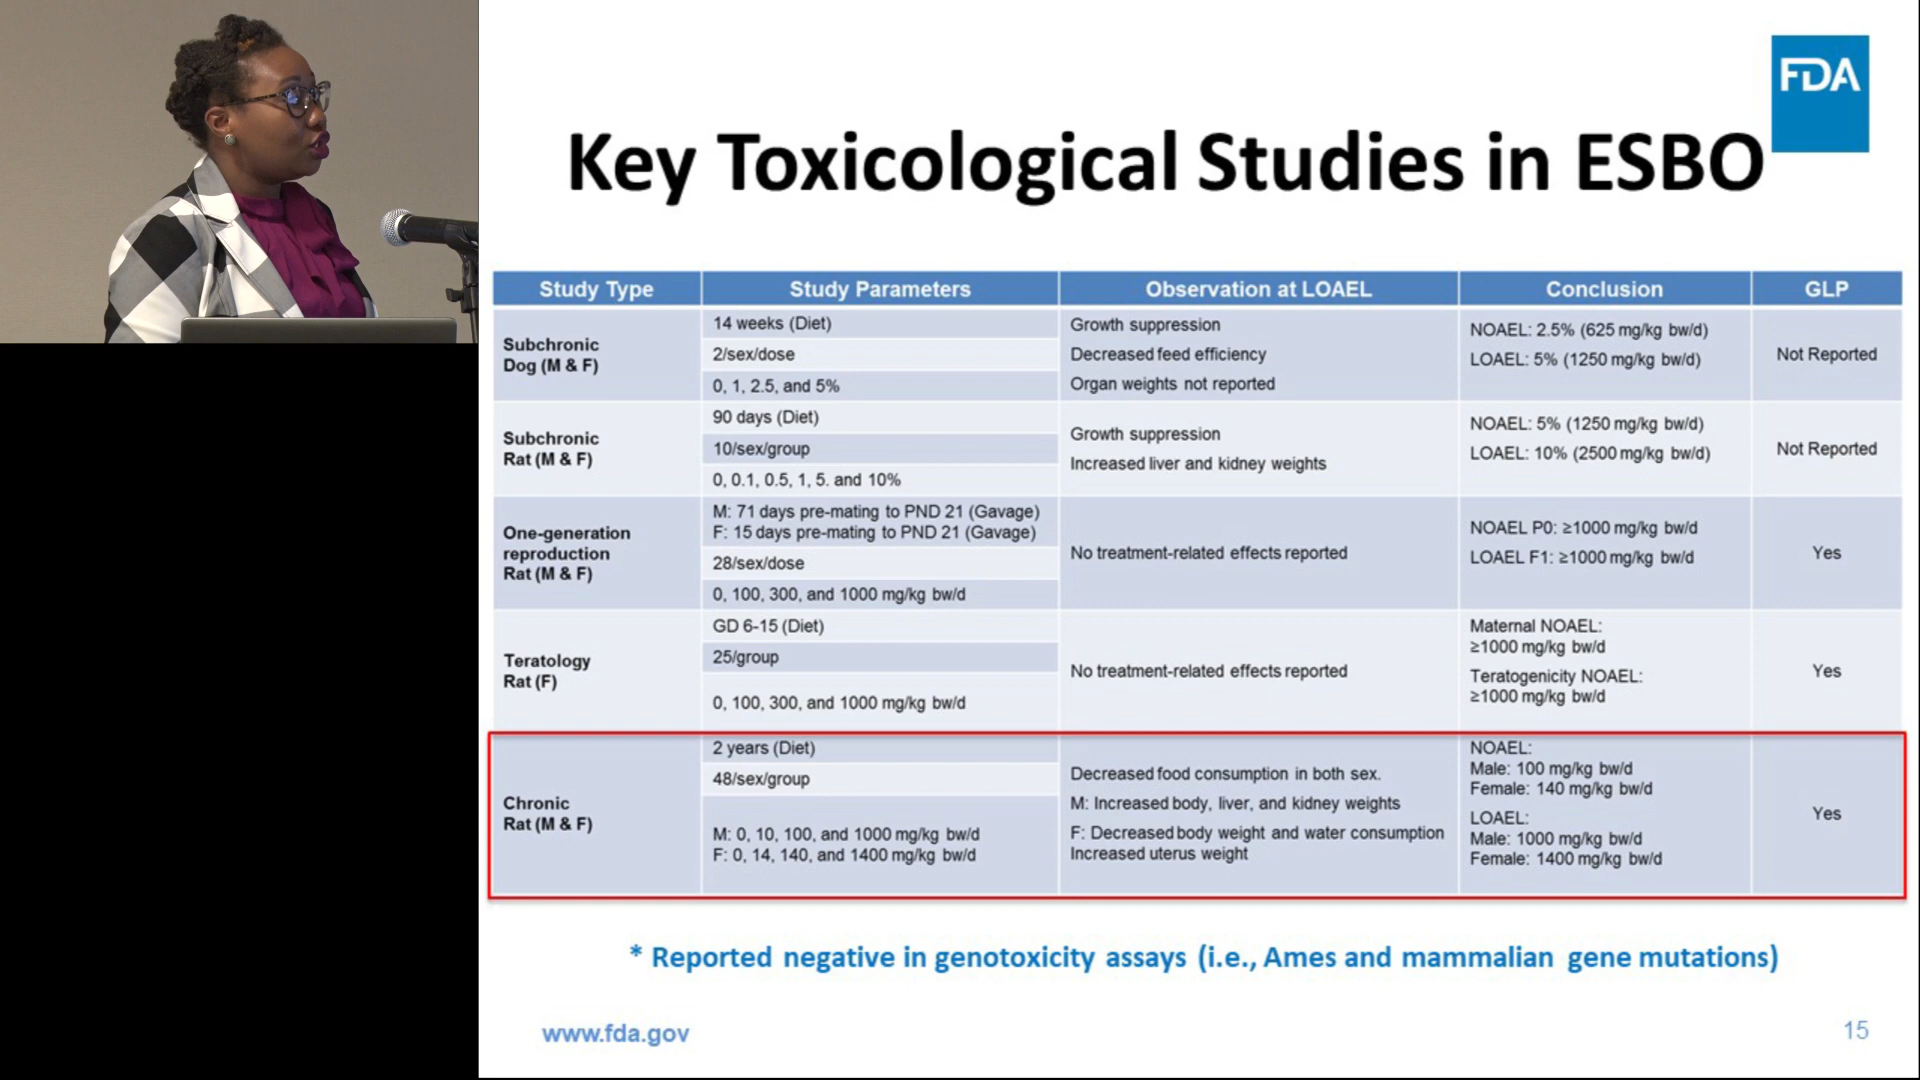 FDA
Key Toxicological Studies in ESBO
Study Type
Study Parameters
Observation at LOAEL
Conclusion
GLP
Subchronic
Dog (M & F)
14 weeks (Diet)
2/sex/dose
0, 1, 2.5, and 5%
Growth suppression
Decreased feed efficiency
Organ weights not reported
NOAEL: 2.5% (625 mg/kg bw/d)
LOAEL: 5% (1250 mg/kg bw/d)
Not Reported
Subchronic
Rat (M & F)
90 days (Diet)
10/sex/group
0, 0.1, 0.5, 1, 5. and 10%
Growth suppression
Increased liver and kidney weights
NOAEL: 5% (1250 mg/kg bw/d)
LOAEL: 10% (2500 mg/kg bw/d)
Not Reported
One-generation
reproduction
Rat (M & F)
M: 71 days pre-mating to PND 21 (Gavage)
F: 15 days pre-mating to PND 21 (Gavage)
28/sex/dose
0, 100, 300, and 1000 mg/kg bw/d
No treatment-related effects reported
NOAEL P0: ≥1000 mg/kg bw/d
LOAEL F1: ≥1000 mg/kg bw/d
Yes
Teratology
Rat (F)
GD 6-15 (Diet)
25/group
0, 100, 300, and 1000 mg/kg bw/d
No treatment-related effects reported
Maternal NOAEL:
≥1000 mg/kg bw/d
Teratogenicity NOAEL:
≥1000 mg/kg bw/d
Yes
Chronic
Rat (M & F)
2 years (Diet)
48/sex/group
M: 0, 10, 100, and 1000 mg/kg bw/d
F: 0, 14, 140, and 1400 mg/kg bw/d
Decreased food consumption in both sex.
M: Increased body, liver, and kidney weights
F: Decreased body weight and water consumption
Increased uterus weight
NOAEL:
Male: 100 mg/kg bw/d
Female: 140 mg/kg bw/d
LOAEL:
Male: 1000 mg/kg bw/d
Female: 1400 mg/kg bw/d
Yes
* Reported negative in genotoxicity assays (i.e., Ames and mammalian gene mutations)
www.fda.gov
15